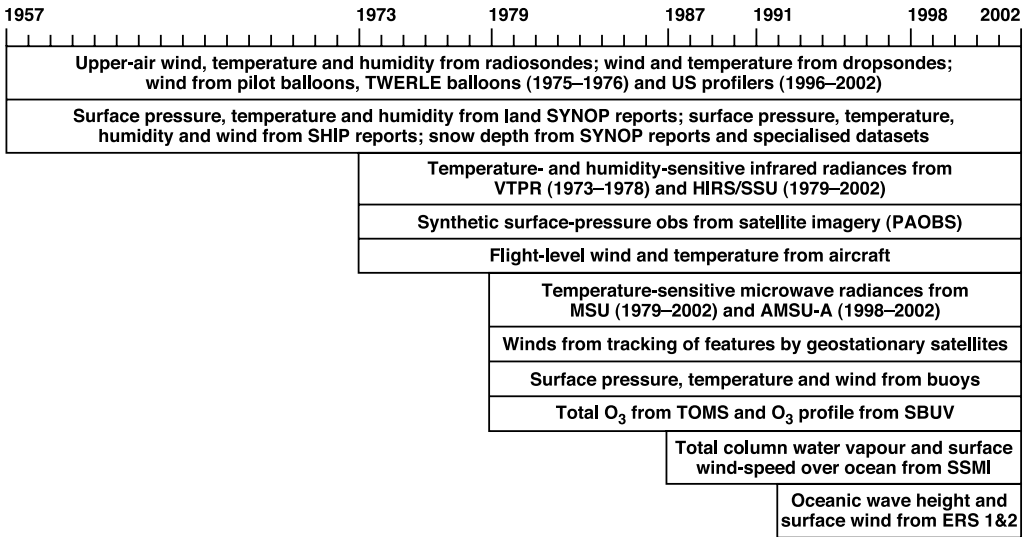 1957 1973 1979 1987 1991 1998 2002
Upper-air wind, temperature and humidity from radiosondes; wind and temperature from dropsondes;
wind from pilot balloons, TWERLE balloons (1975–1976) and US profilers (1996–2002)
Surface pressure, temperature and humidity from land SYNOP reports; surface pressure, temperature,
humidity and wind from SHIP reports; snow depth from SYNOP reports and specialised datasets
Temperature- and humidity-sensitive infrared radiances from
VTPR (1973–1978) and HIRS/SSU (1979–2002)
Synthetic surface-pressure obs from satellite imagery (PAOBS)
Flight-level wind and temperature from aircraft
Temperature-sensitive microwave radiances from
MSU (1979–2002) and AMSU-A (1998–2002)
Winds from tracking of features by geostationary satellites
Surface pressure, temperature and wind from buoys
Total O₃ from TOMS and O₃ profile from SBUV
Total column water vapour and surface
wind-speed over ocean from SSMI
Oceanic wave height and
surface wind from ERS 1&2